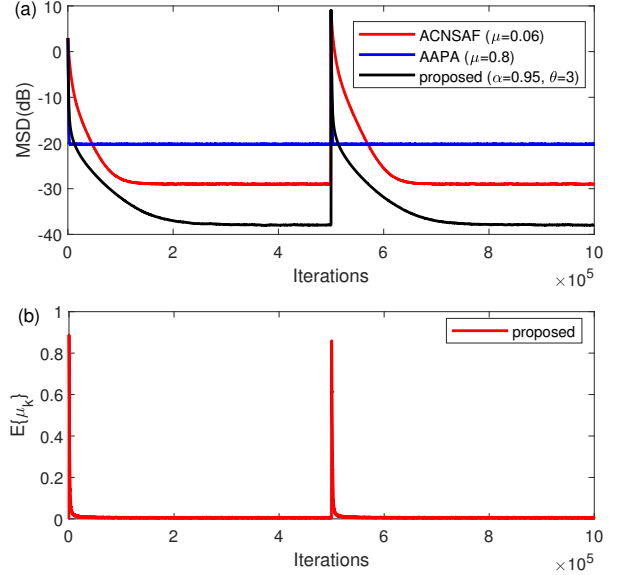 (a)
10
0
-10
-20
-30
-40
MSD(dB)
ACNSAF (μ=0.06)
AAPA (μ=0.8)
proposed (α=0.95, θ=3)
0 2 4 6 8 10
Iterations
×10^5
(b)
1
0.8
0.6
0.4
0.2
0
E{μ_k}
proposed
0 2 4 6 8 10
Iterations
×10^5